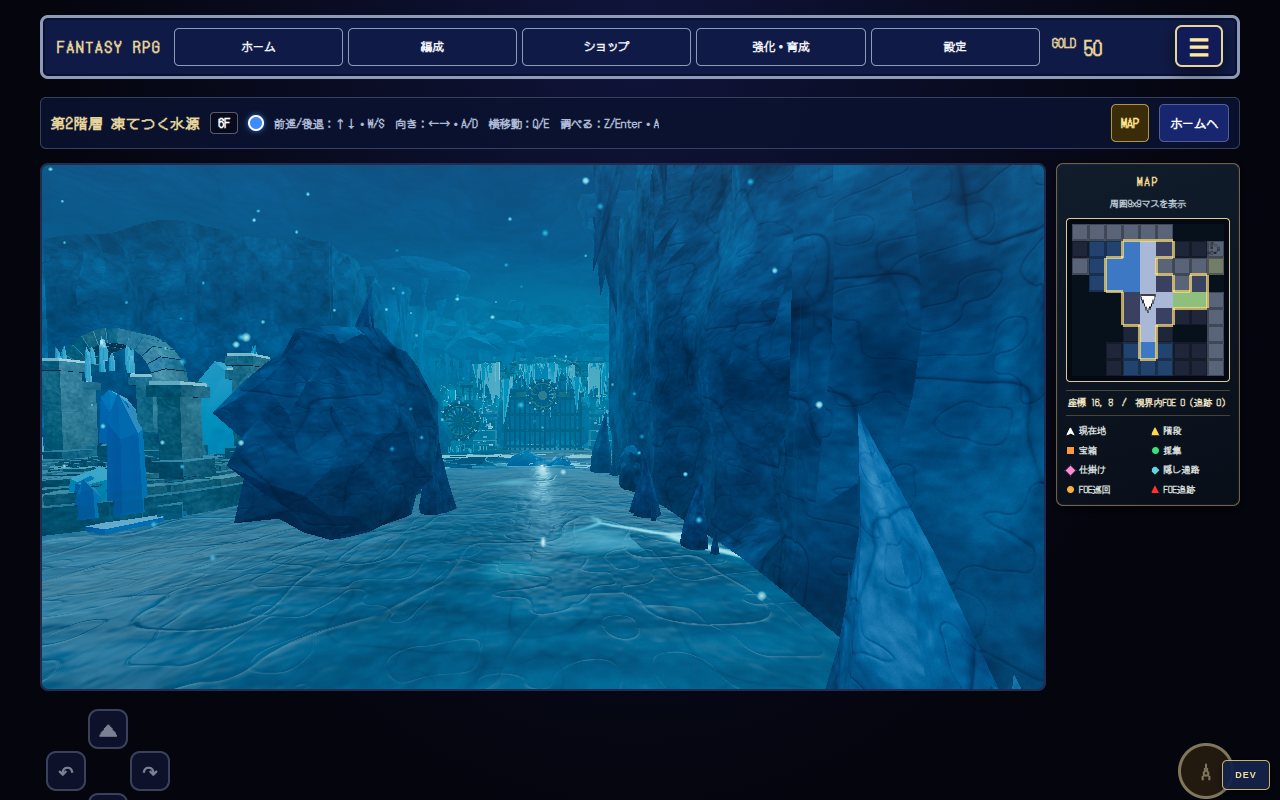 FANTASY RPG
ホーム
編成
ショップ
強化・育成
設定
GOLD 50
第2階層 凍てつく水源 6F 前進/後退：↑↓・W/S 向き：←→・A/D 横移動：Q/E 調べる：Z/Enter・A
MAP
ホームへ
MAP
周囲9x9マスを表示
座標 16, 8 / 視界内FOE 0 (追跡 0)
現在地
階段
宝箱
採集
仕掛け
隠し通路
FOE巡回
FOE追跡
A
DEV